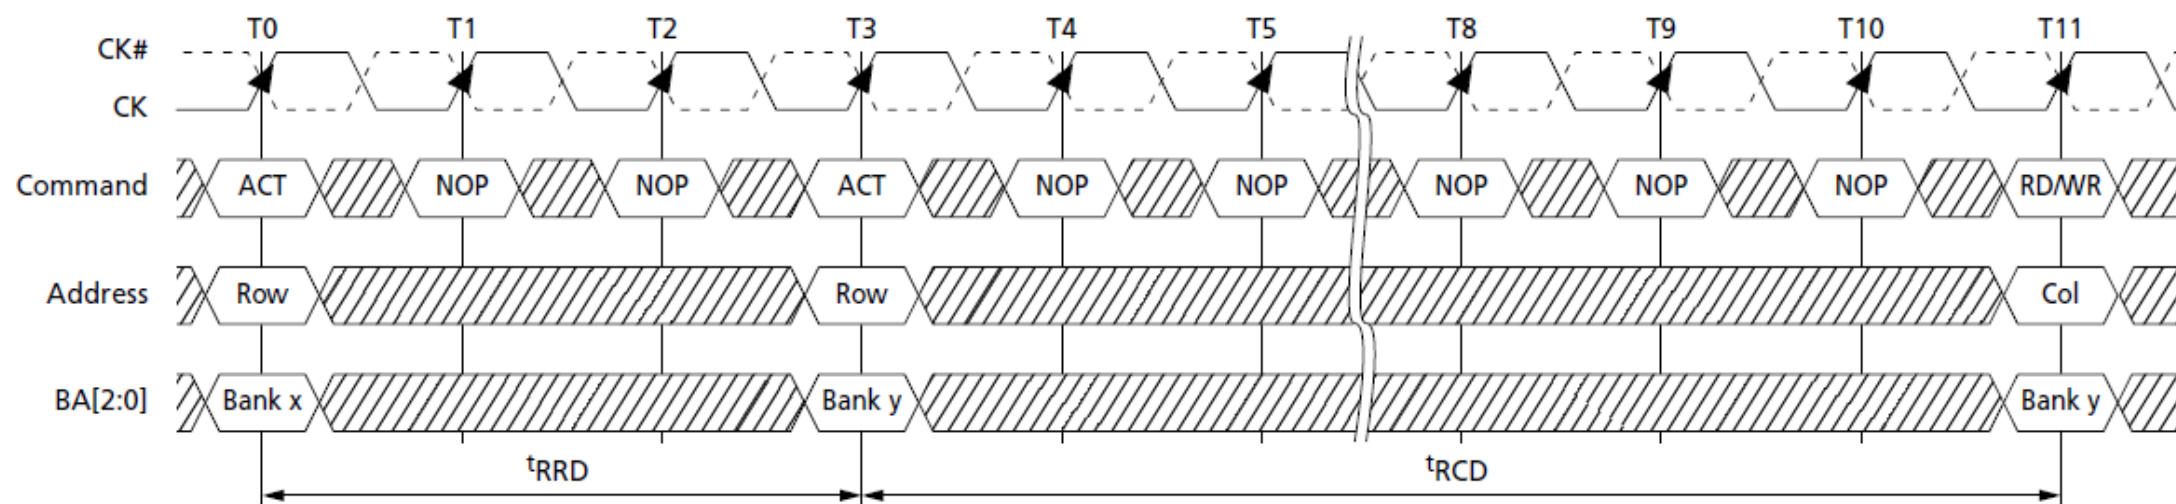 T0 T1 T2 T3 T4 T5 T8 T9 T10 T11
CK#
CK
Command ACT NOP NOP ACT NOP NOP NOP NOP NOP RD/WR
Address Row Row Col
BA[2:0] Bank x Bank y Bank y
tRRD tRCD